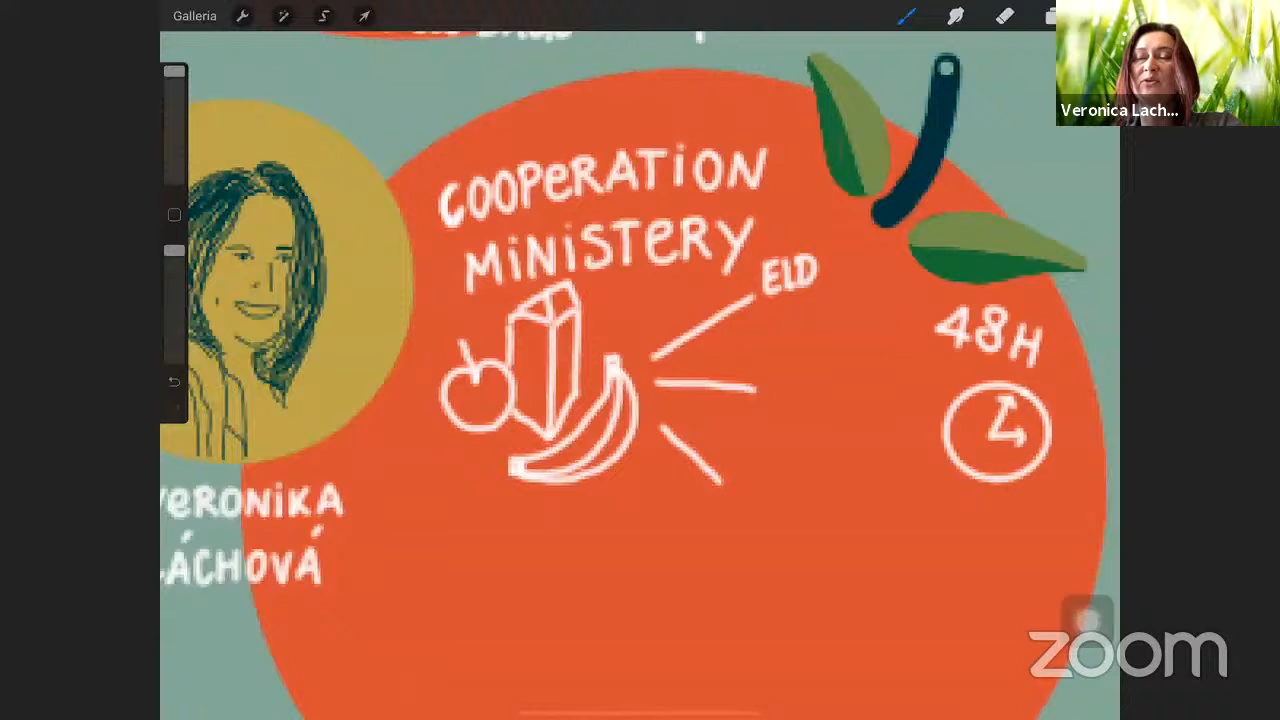 Galleria
Veronica Lach...
COOPERATION
MINISTERY
ELD
48H
VERONIKA
LÁCHOVÁ
zoom